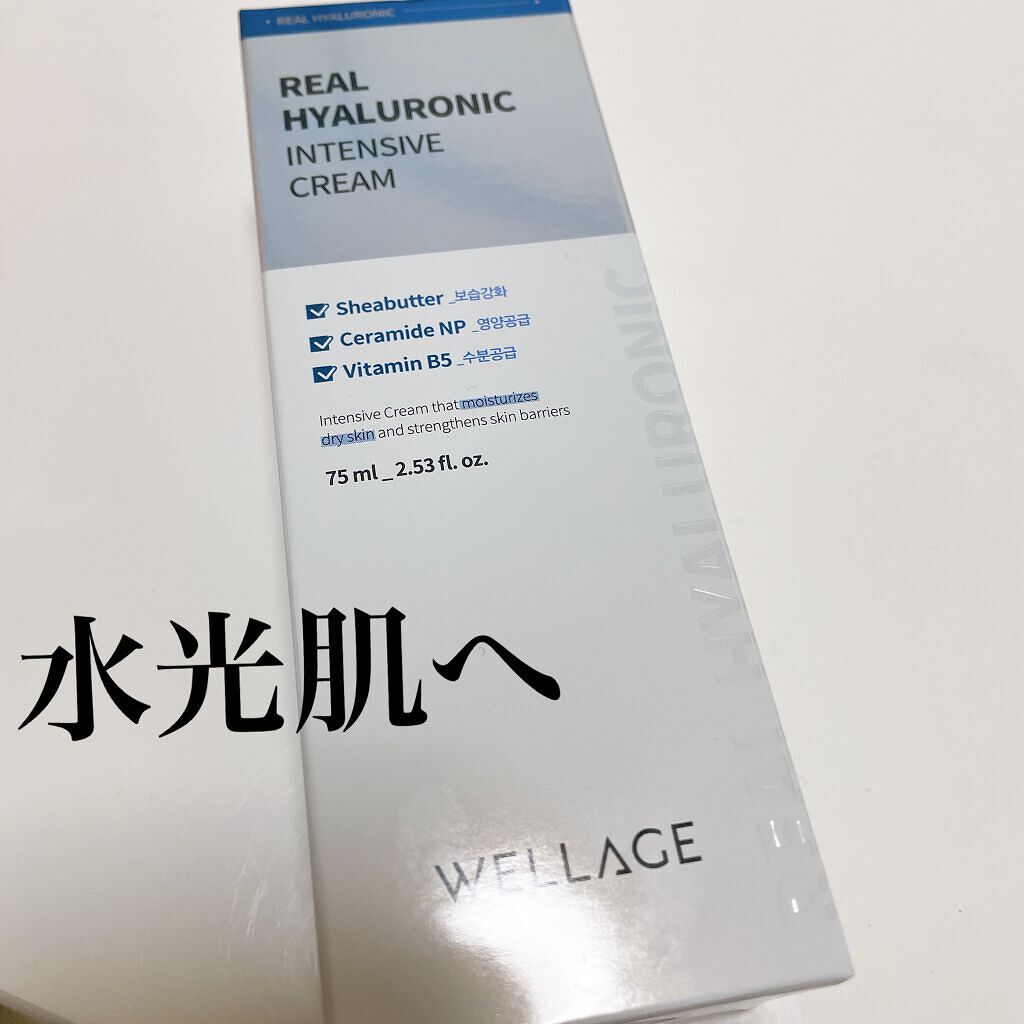 REAL HYALURONIC
REAL
HYALURONIC
INTENSIVE
CREAM
Sheabutter _보습강화
Ceramide NP _영양공급
Vitamin B5 _수분공급
Intensive Cream that moisturizes
dry skin and strengthens skin barriers
75 ml _ 2.53 fl. oz.
REAL HYALURONIC
水光肌へ
WELLAGE